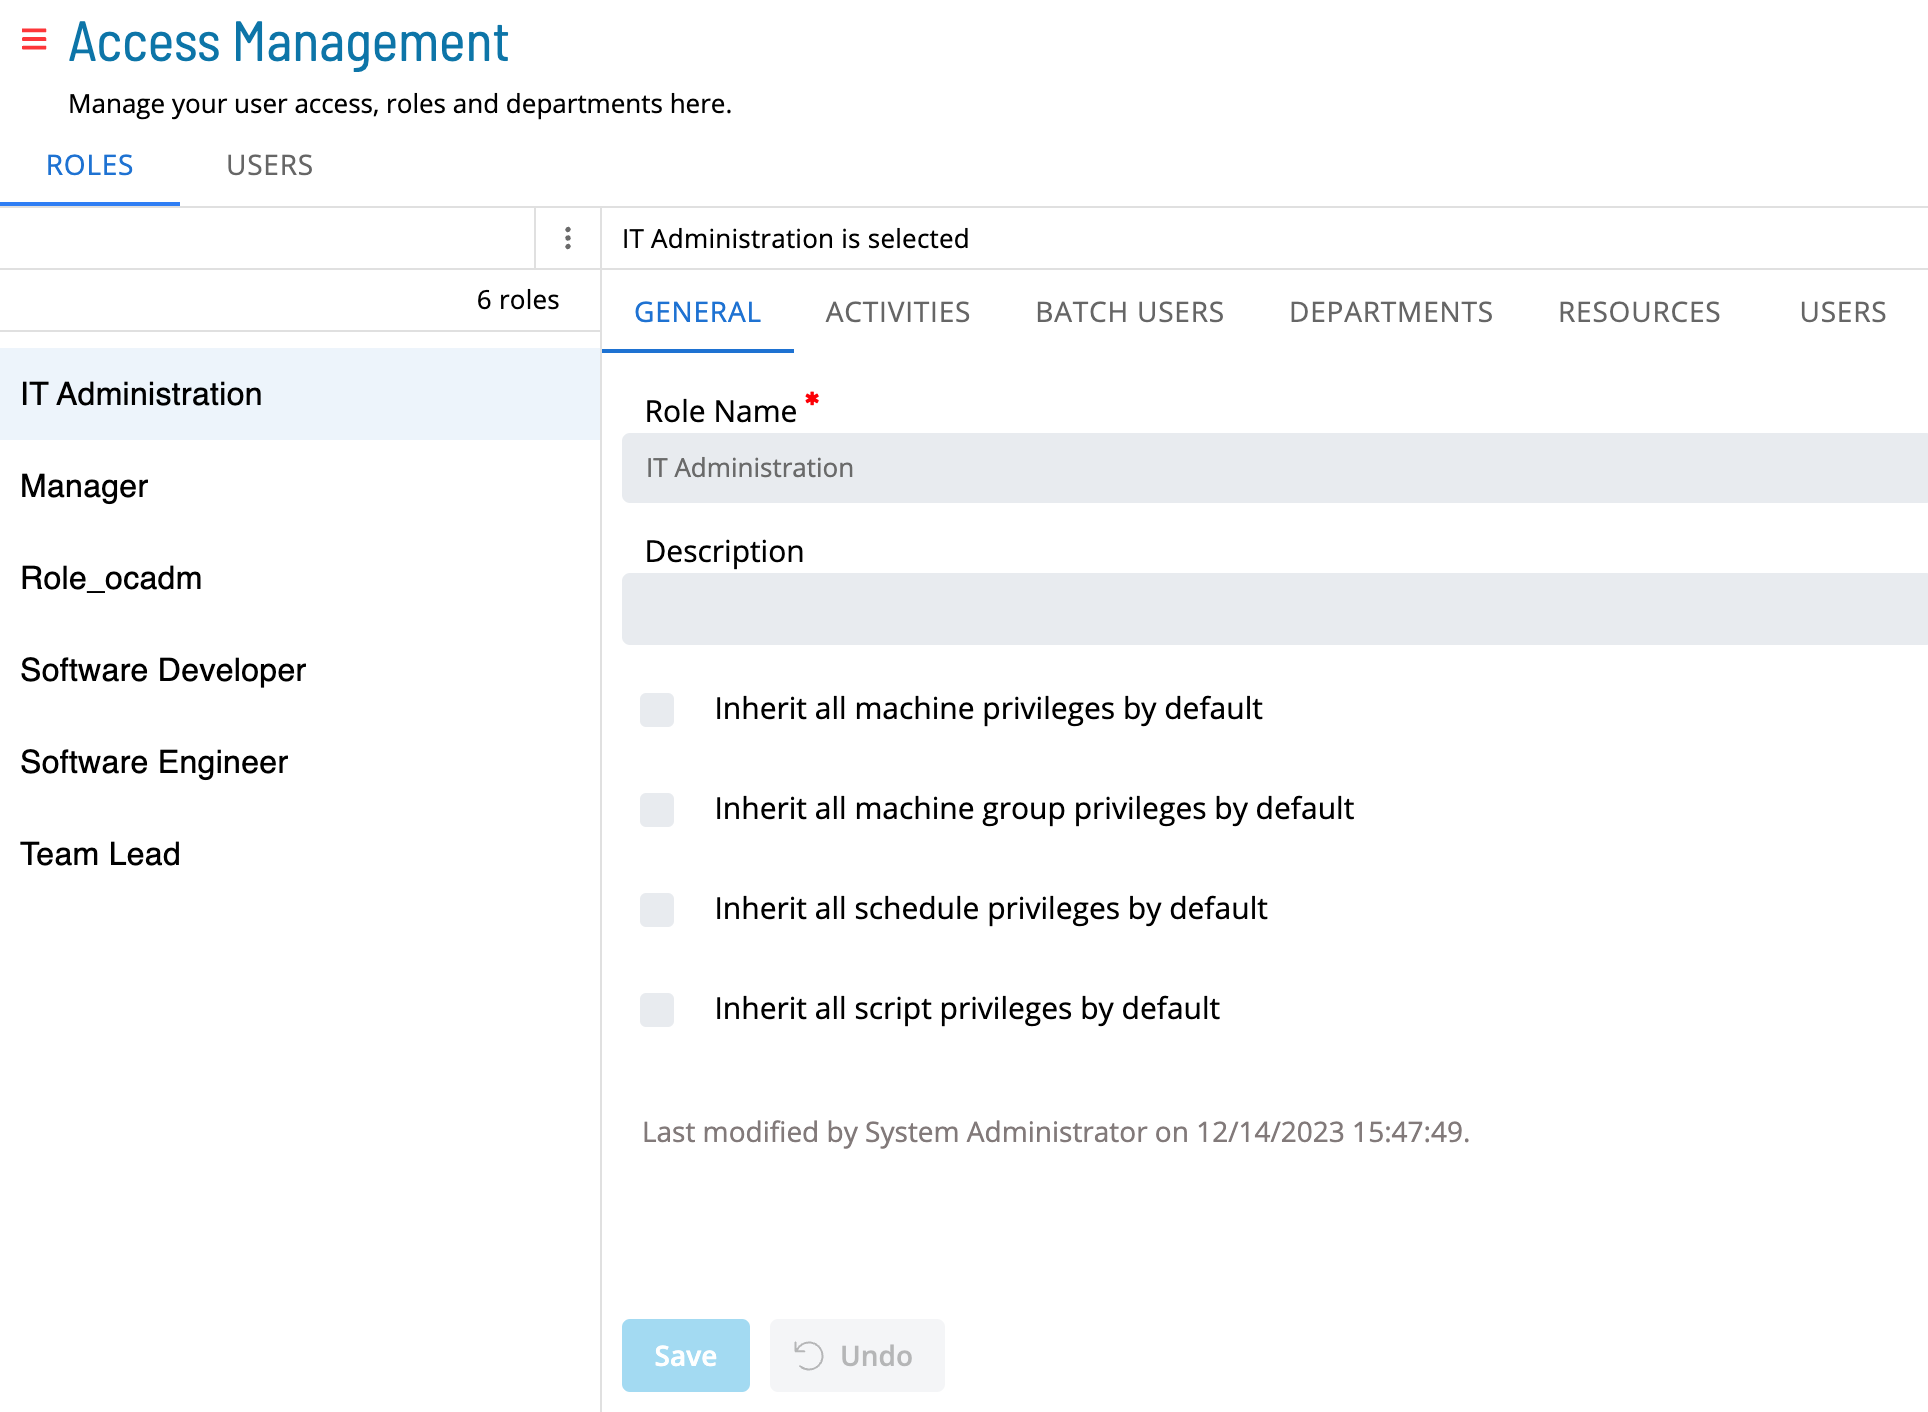 Access Management
Manage your user access, roles and departments here.
ROLES USERS
IT Administration is selected
6 roles
GENERAL ACTIVITIES BATCH USERS DEPARTMENTS RESOURCES USERS
IT Administration
Manager
Role_ocadm
Software Developer
Software Engineer
Team Lead
Role Name *
IT Administration
Description
Inherit all machine privileges by default
Inherit all machine group privileges by default
Inherit all schedule privileges by default
Inherit all script privileges by default
Last modified by System Administrator on 12/14/2023 15:47:49.
Save Undo